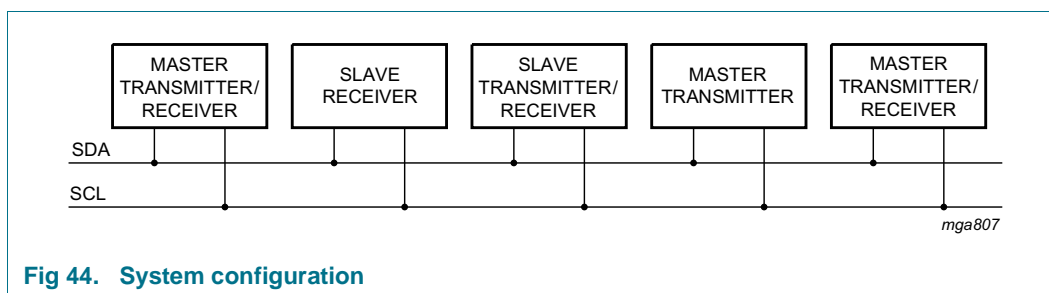 MASTER
TRANSMITTER/
RECEIVER
SLAVE
RECEIVER
SLAVE
TRANSMITTER/
RECEIVER
MASTER
TRANSMITTER
MASTER
TRANSMITTER/
RECEIVER
SDA
SCL
mga807
Fig 44. System configuration